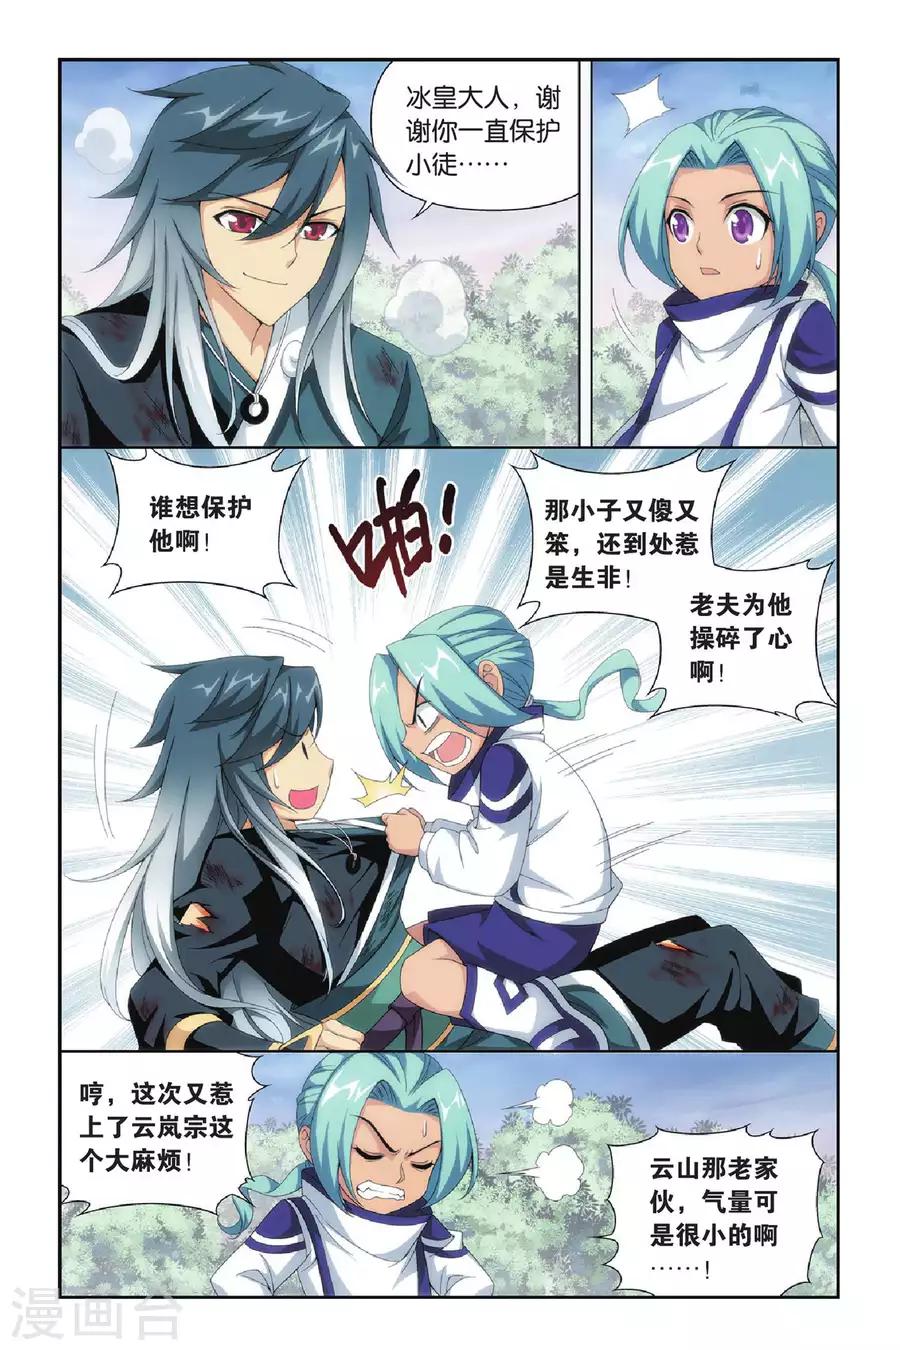 冰皇大人，谢
谢你一直保护
小徒……
谁想保护
他啊！
啪！
那小子又傻又
笨，还到处惹
是生非！
老夫为他
操碎了心
啊！
哼，这次又惹
上了云岚宗这
个大麻烦！
云山那老家
伙，气量可
是很小的啊
……！
漫画台